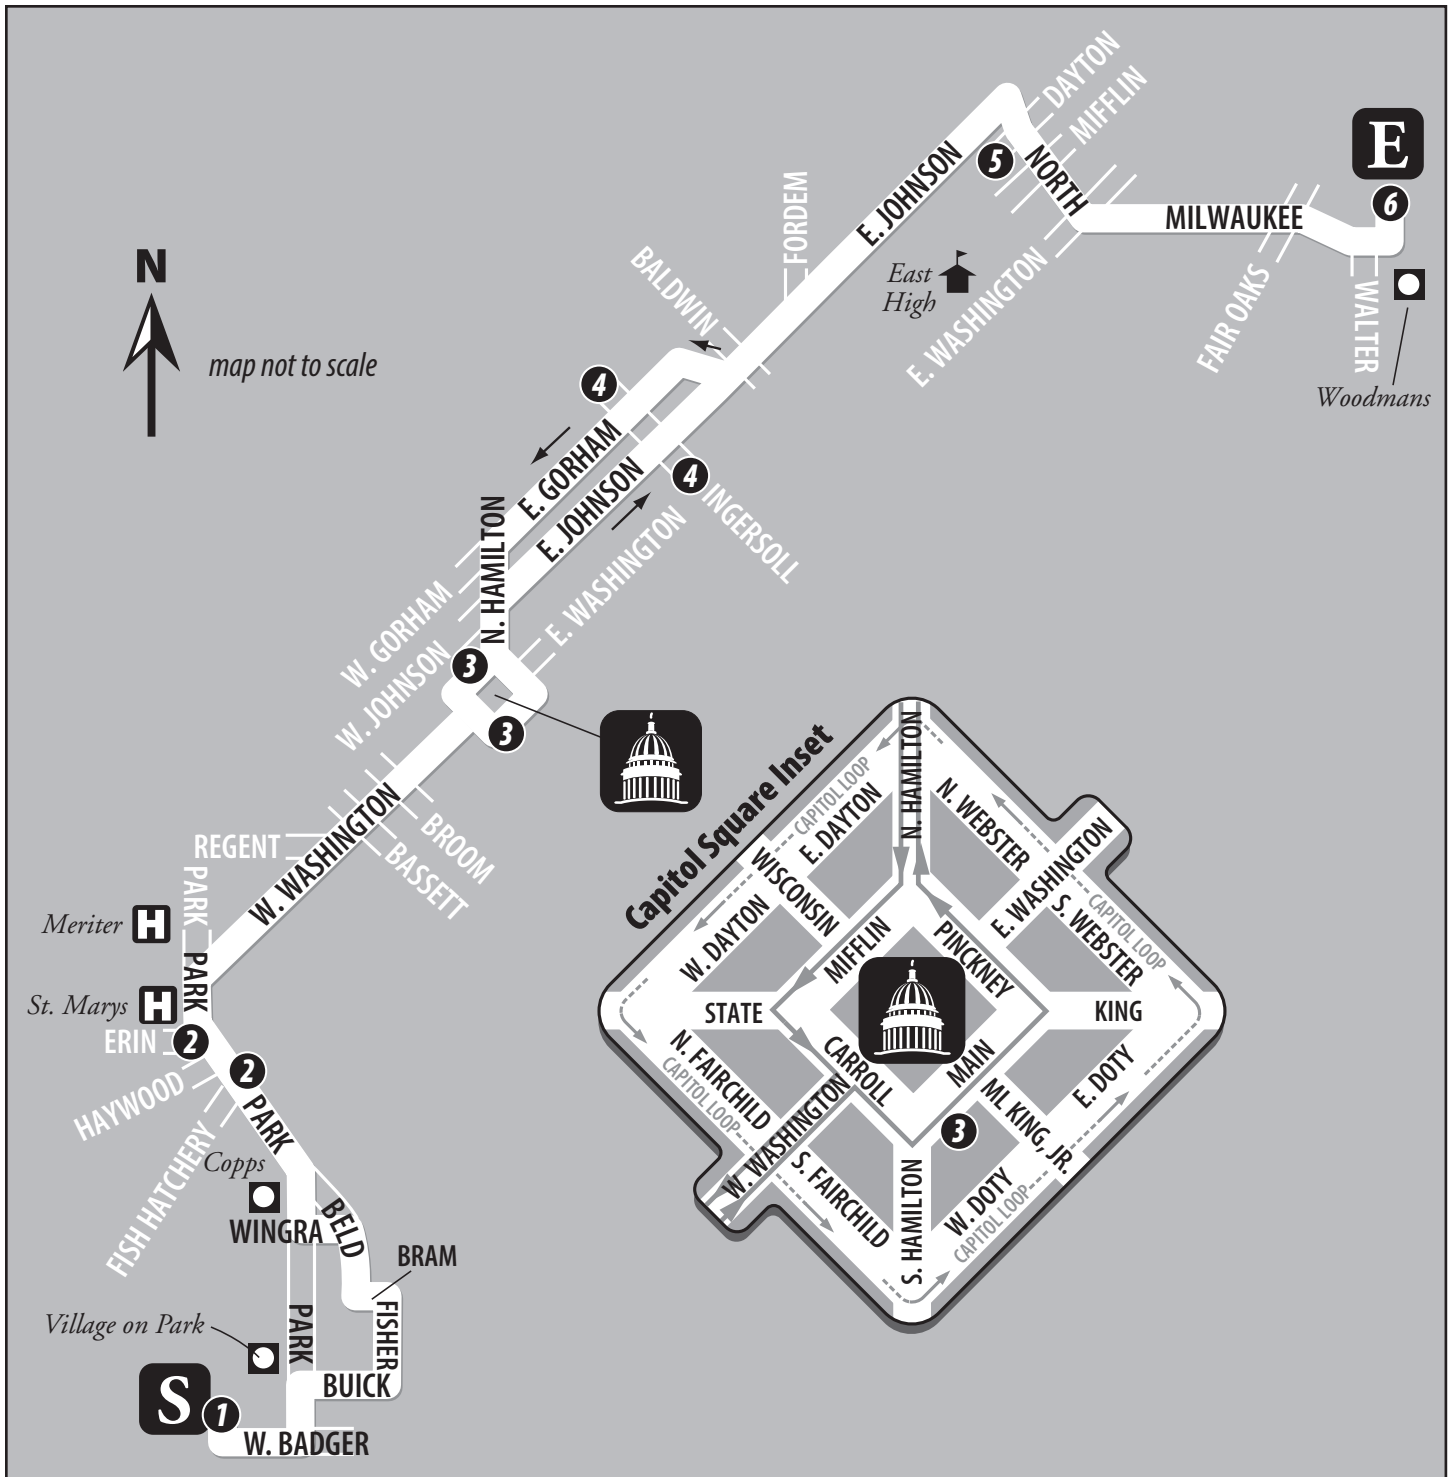 DAYTON
MIFFLIN
E
5
NORTH
E. JOHNSON
6
MILWAUKEE
FORDEM
N
BALDWIN
East
High
E. WASHINGTON
FAIR OAKS
WALTER
map not to scale
Woodmans
4
E. GORHAM
E. JOHNSON
4
INGERSOLL
N. HAMILTON
E. WASHINGTON
W. GORHAM
W. JOHNSON
3
3
W. WASHINGTON
BROOM
BASSETT
REGENT
PARK
Meriter
H
PARK
St. Marys
H
ERIN
2
2
HAYWOOD
PARK
FISH HATCHERY
Copps
WINGRA
BELD
BRAM
PARK
FISHER
Village on Park
S
1
BUICK
W. BADGER
Capitol Square Inset
N. HAMILTON
CAPITOL LOOP
E. DAYTON
N. WEBSTER
E. WASHINGTON
WISCONSIN
W. DAYTON
MIFFLIN
PINCKNEY
S. WEBSTER
CAPITOL LOOP
STATE
KING
N. FAIRCHILD
CAPITOL LOOP
CARROLL
MAIN
ML KING, JR.
E. DOTY
3
W. WASHINGTON
S. FAIRCHILD
S. HAMILTON
W. DOTY
CAPITOL LOOP